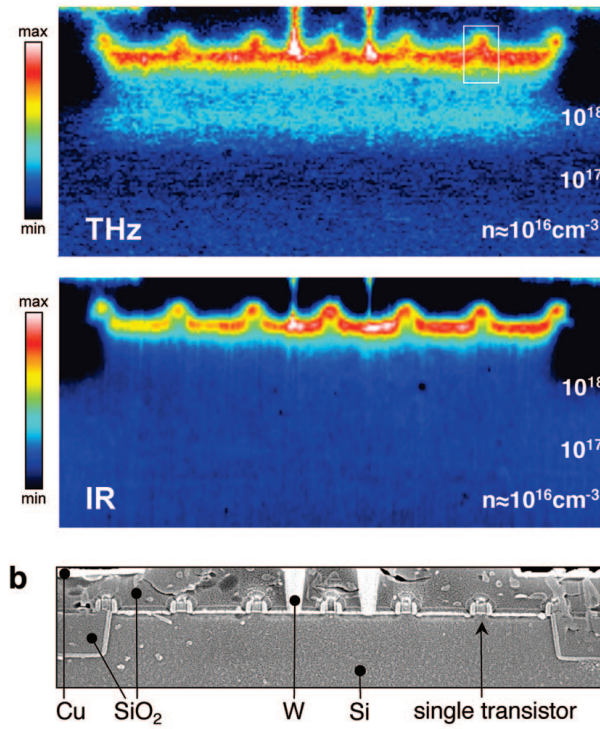 max
min
10¹⁸
10¹⁷
THz
n≈10¹⁶cm⁻³
max
min
10¹⁸
10¹⁷
IR
n≈10¹⁶cm⁻³
b
Cu SiO₂ W Si single transistor